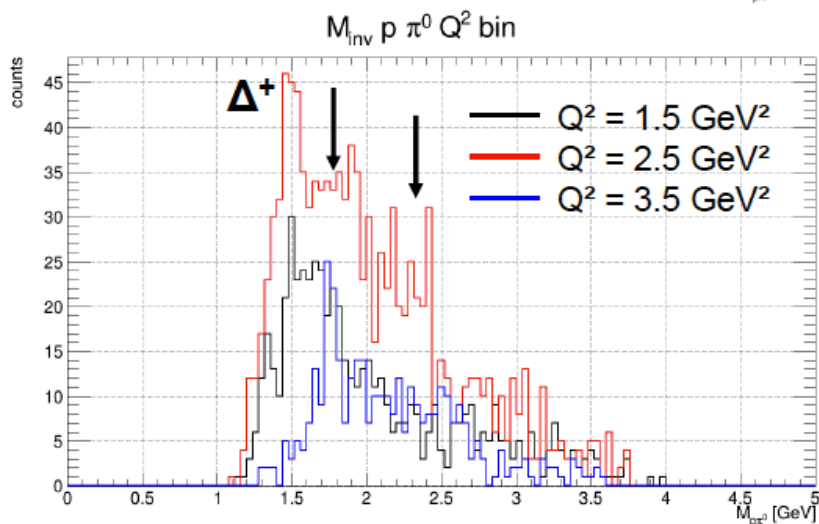 M_inv p π⁰ Q² bin
counts
45
40
35
30
25
20
15
10
5
0
Δ⁺
Q² = 1.5 GeV²
Q² = 2.5 GeV²
Q² = 3.5 GeV²
0 0.5 1 1.5 2 2.5 3 3.5 4 4.5 5
M_pπ⁰ [GeV]